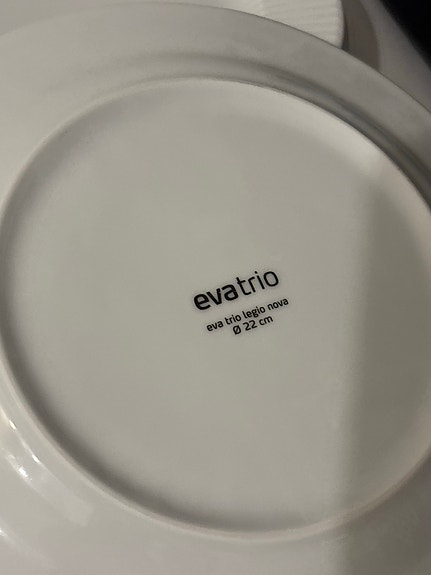 evatrio
eva trio legio nova
Ø 22 cm